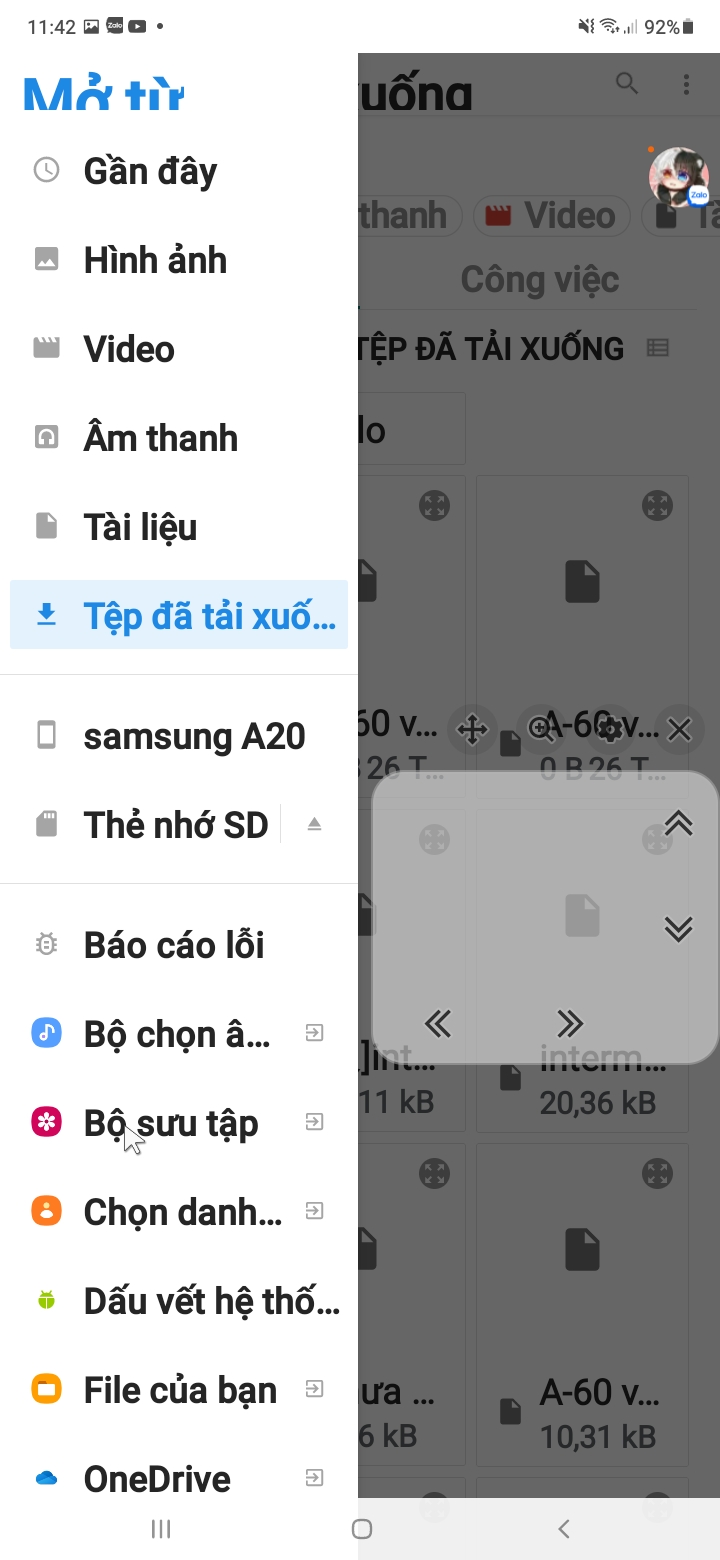 11:42
Zalo
92%
Mở từ
xuống
Gần đây
Zalo
thanh
Video
Hình ảnh
Công việc
Video
TỆP ĐÃ TẢI XUỐNG
Âm thanh
lo
Tài liệu
Tệp đã tải xuố...
samsung A20
60 v...
A-60 v...
26 T...
0 B 26 T...
Thẻ nhớ SD
Báo cáo lỗi
Bộ chọn â...
]int...
interm...
11 kB
20,36 kB
Bộ sưu tập
Chọn danh...
Dấu vết hệ thố...
File của bạn
ưa ...
A-60 v...
6 kB
10,31 kB
OneDrive